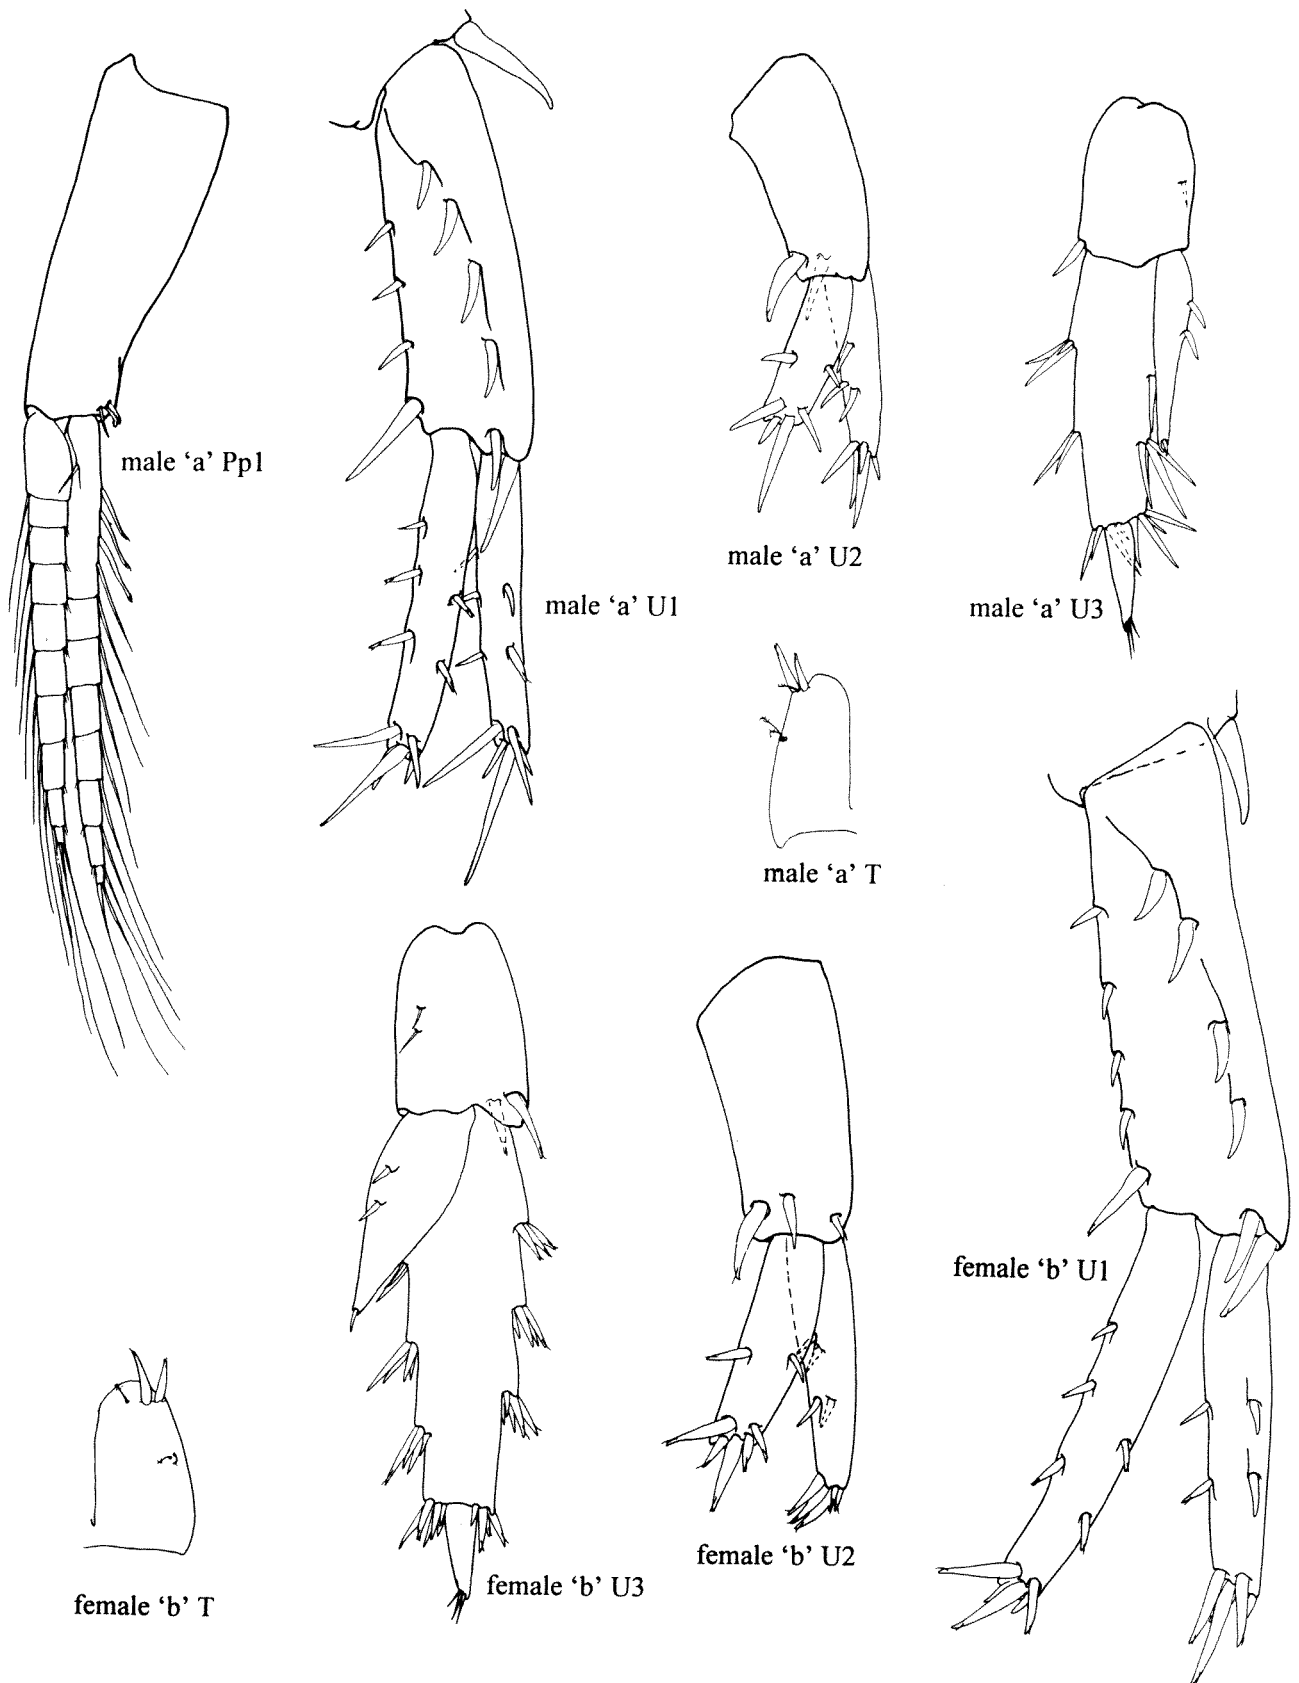 male ‘a’ Pp1
male ‘a’ U1
male ‘a’ U2
male ‘a’ U3
male ‘a’ T
female ‘b’ U1
female ‘b’ U2
female ‘b’ U3
female ‘b’ T